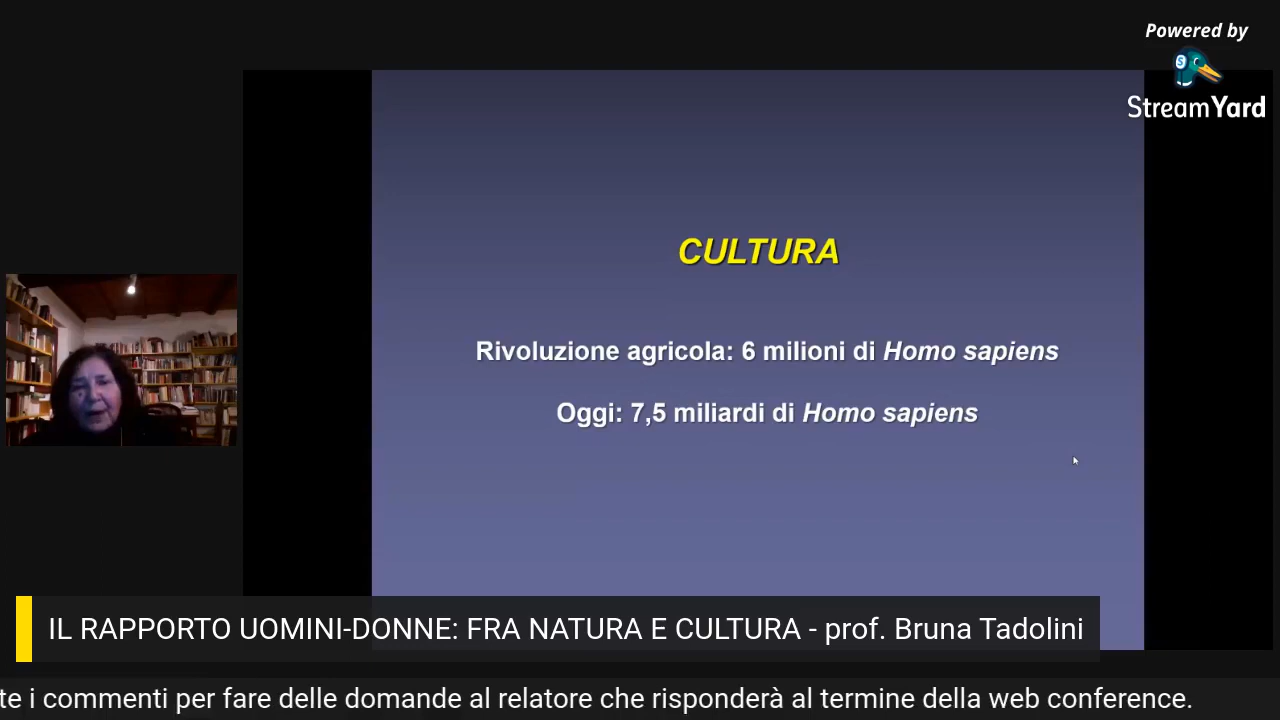 Powered by
StreamYard
CULTURA
Rivoluzione agricola: 6 milioni di Homo sapiens
Oggi: 7,5 miliardi di Homo sapiens
IL RAPPORTO UOMINI-DONNE: FRA NATURA E CULTURA - prof. Bruna Tadolini
te i commenti per fare delle domande al relatore che risponderà al termine della web conference.